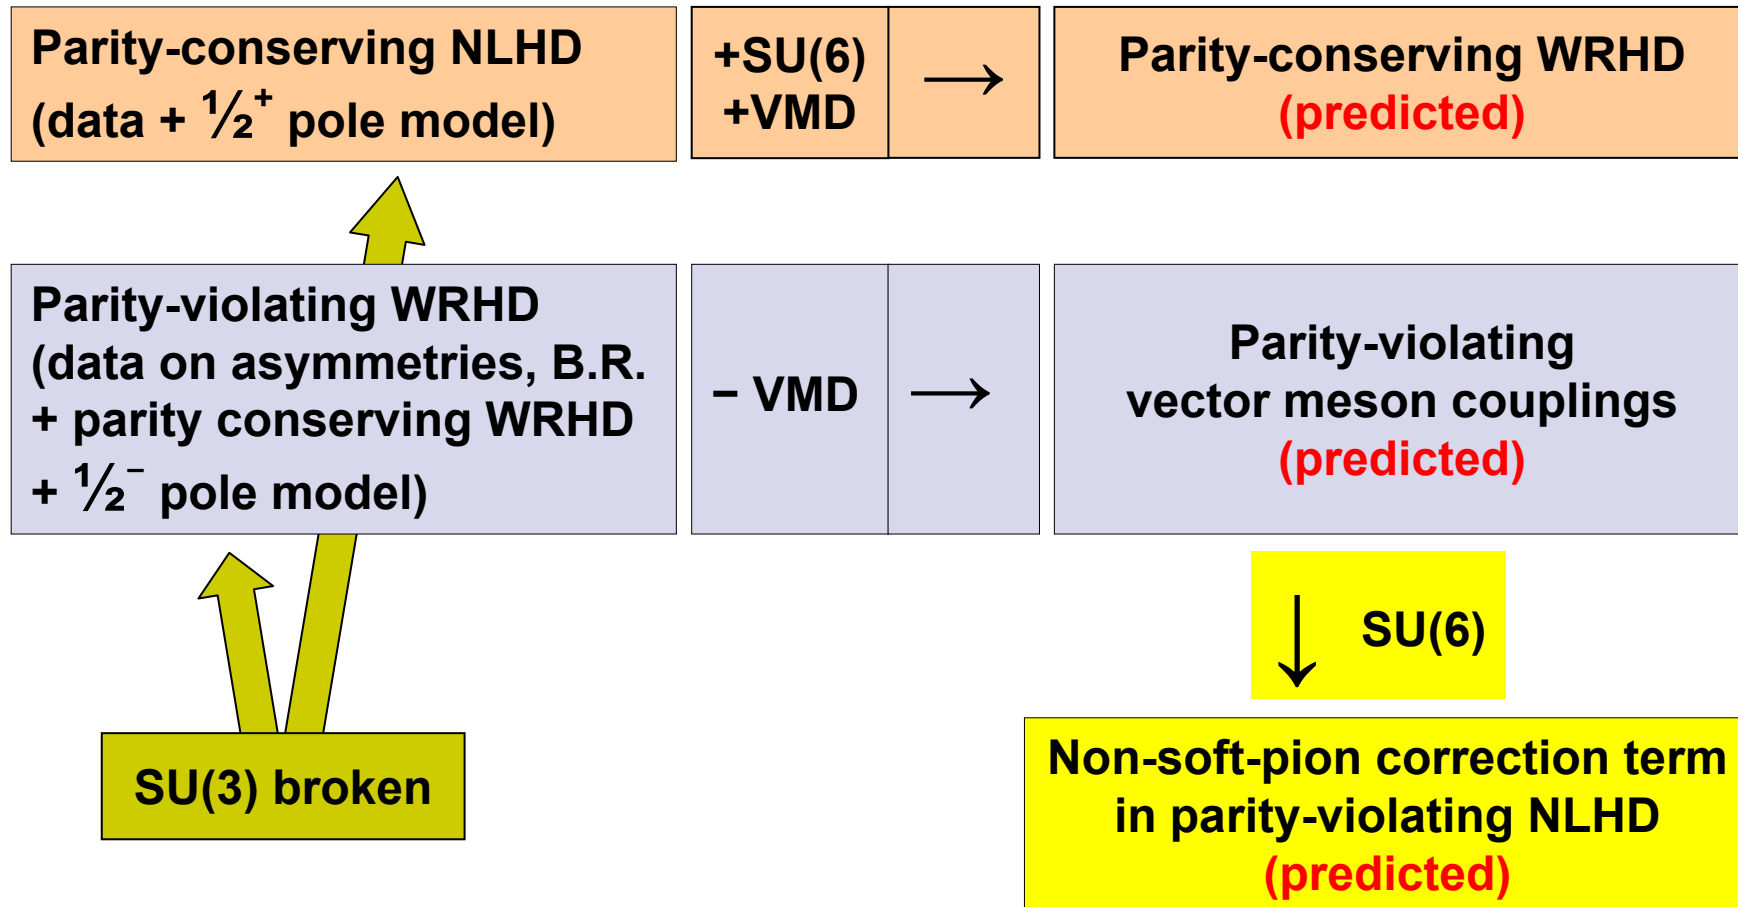 Parity-conserving NLHD
(data + ½⁺ pole model)
+SU(6)
+VMD
→
Parity-conserving WRHD
(predicted)
Parity-violating WRHD
(data on asymmetries, B.R.
+ parity conserving WRHD
+ ½⁻ pole model)
– VMD
→
Parity-violating
vector meson couplings
(predicted)
↓ SU(6)
SU(3) broken
Non-soft-pion correction term
in parity-violating NLHD
(predicted)